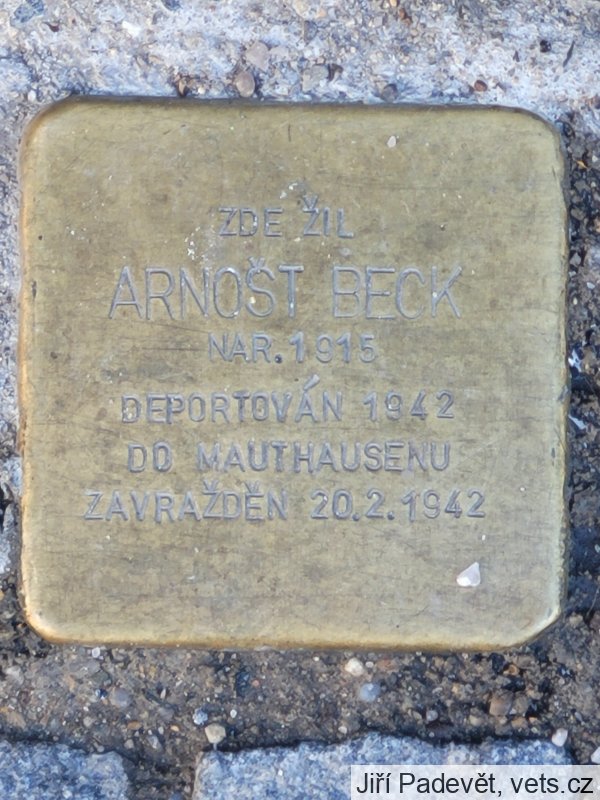 ZDE ŽIL
ARNOŠT BECK
NAR. 1915
DEPORTOVÁN 1942
DO MAUTHAUSENU
ZAVRAŽDĚN 20.2.1942
Jiří Padevět, vets.cz